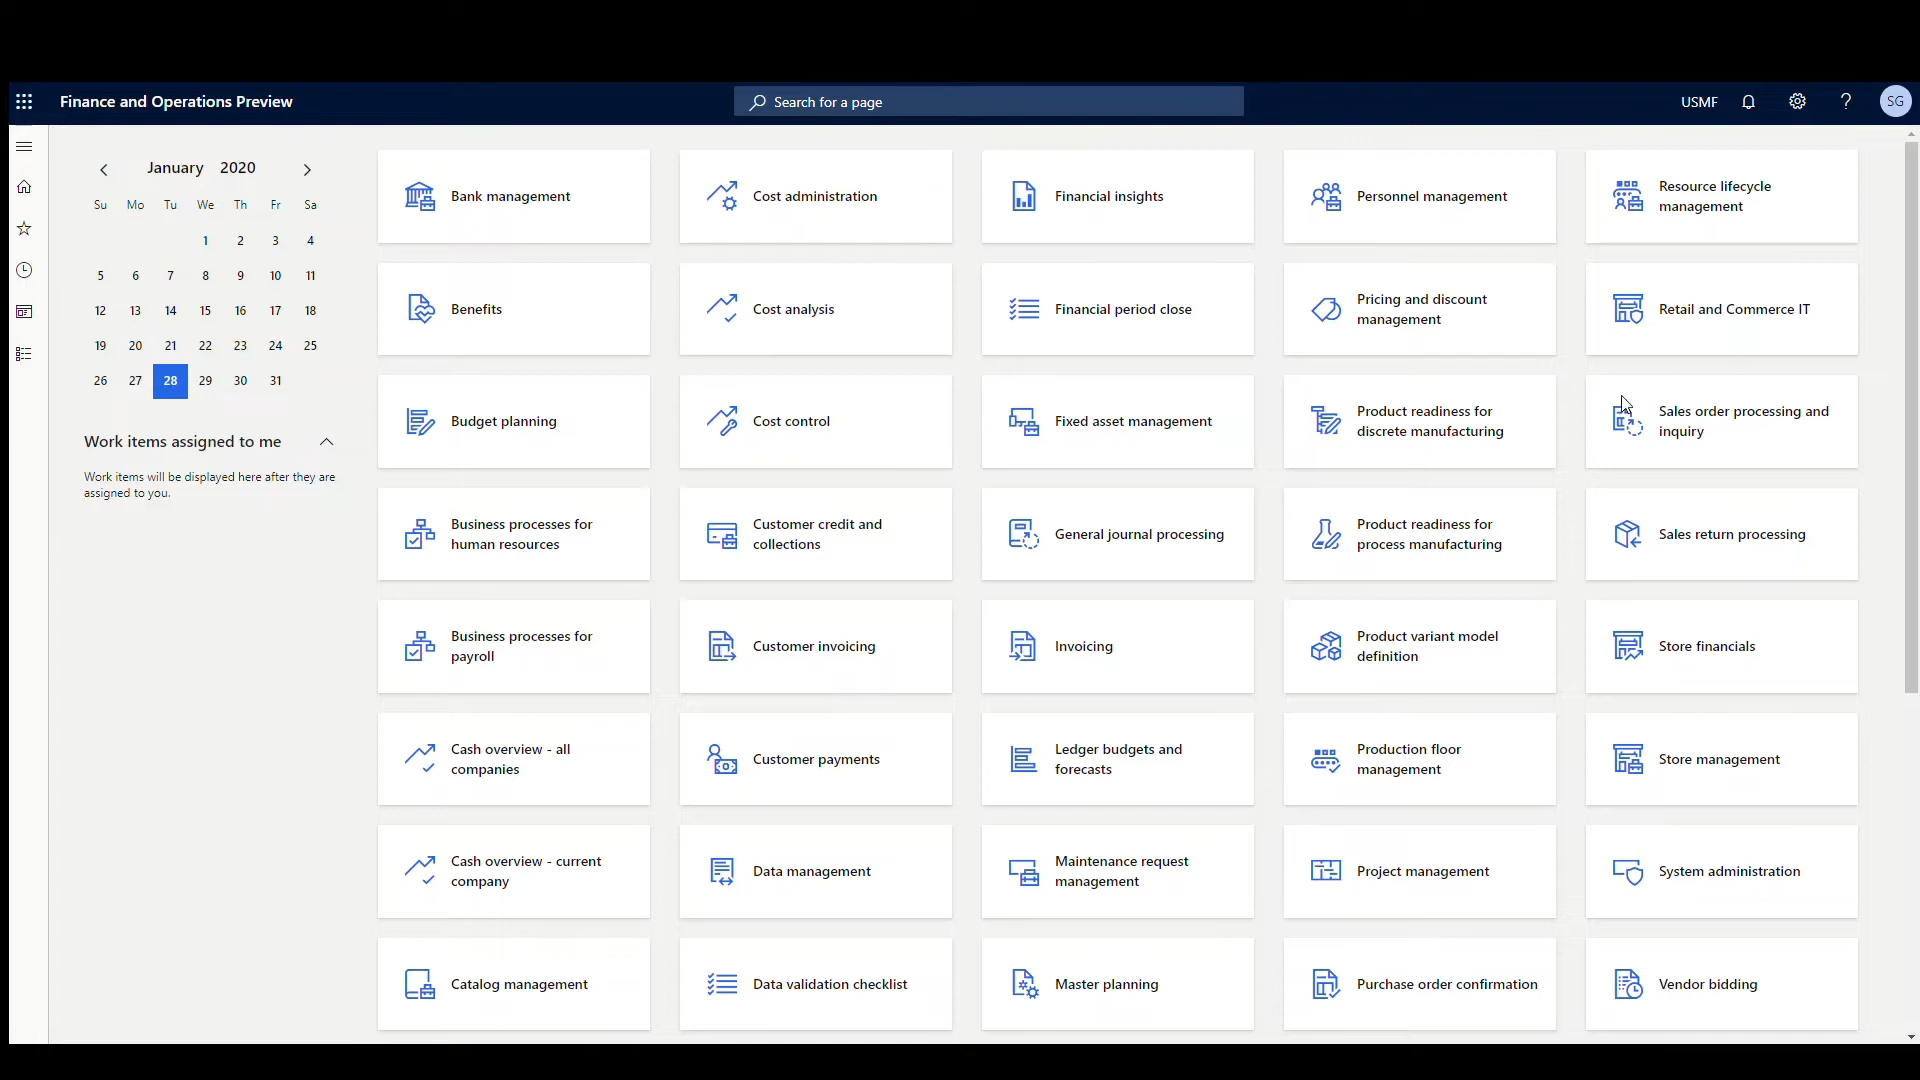 Finance and Operations Preview
Search for a page
USMF
?
SG
January 2020
Su Mo Tu We Th Fr Sa
1 2 3 4
5 6 7 8 9 10 11
12 13 14 15 16 17 18
19 20 21 22 23 24 25
26 27 28 29 30 31
Work items assigned to me
Work items will be displayed here after they are
assigned to you.
Bank management
Cost administration
Financial insights
Personnel management
Resource lifecycle
management
Benefits
Cost analysis
Financial period close
Pricing and discount
management
Retail and Commerce IT
Budget planning
Cost control
Fixed asset management
Product readiness for
discrete manufacturing
Sales order processing and
inquiry
Business processes for
human resources
Customer credit and
collections
General journal processing
Product readiness for
process manufacturing
Sales return processing
Business processes for
payroll
Customer invoicing
Invoicing
Product variant model
definition
Store financials
Cash overview - all
companies
Customer payments
Ledger budgets and
forecasts
Production floor
management
Store management
Cash overview - current
company
Data management
Maintenance request
management
Project management
System administration
Catalog management
Data validation checklist
Master planning
Purchase order confirmation
Vendor bidding